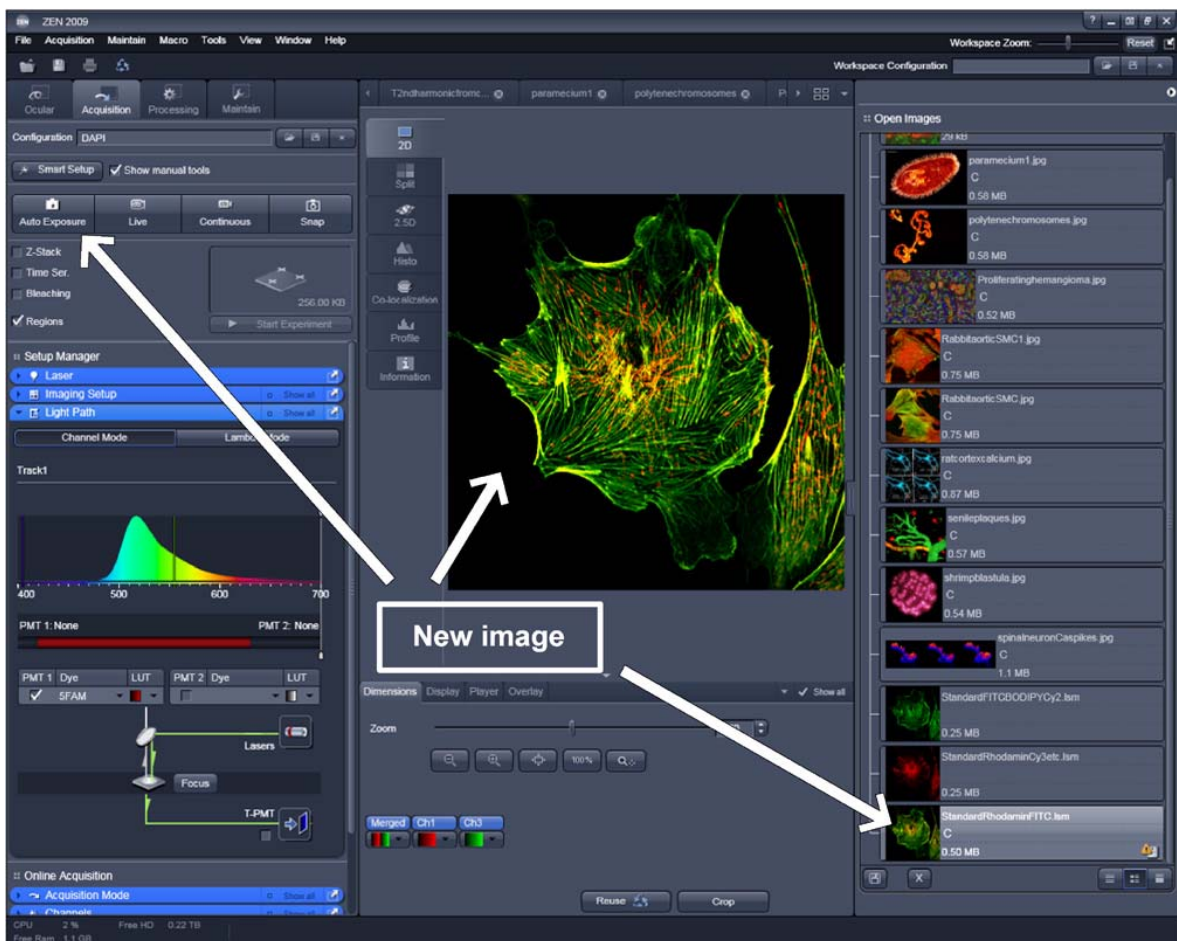 ZEN 2009
File Acquisition Maintain Macro Tools View Window Help
Workspace Zoom: Reset
Workspace Configuration
Ocular Acquisition Processing Maintain
Configuration DAPI
Smart Setup Show manual tools
Auto Exposure Live Continuous Snap
Z-Stack
Time Ser.
Bleaching
Regions
256.00 KB
Start Experiment
Setup Manager
Laser
Imaging Setup Show all
Light Path Show all
Channel Mode
Track1
400 500 600 700
PMT 1: None PMT 2: None
PMT 1 Dye LUT PMT 2 Dye LUT
5FAM
Lasers
Focus
T-PMT
Online Acquisition
Acquisition Mode Show all
Channels
CPU 2 % Free HD 0.22 TB
Free Ram 1.1 GB
T2ndharmonicfromc... paramecium1 polytenechromosomes
2D
Split
2.5D
Histo
Co-localization
Profile
Information
New image
Dimensions Display Player Overlay Show all
Zoom
100%
Merged Ch1 Ch3
Reuse Crop
Open Images
29 kB
paramecium1.jpg
C
0.58 MB
polytenechromosomes.jpg
C
0.58 MB
Proliferatinghemangioma.jpg
C
0.52 MB
RabbitaorticSMC1.jpg
C
0.75 MB
RabbitaorticSMC.jpg
C
0.75 MB
ratcortexcalcium.jpg
C
0.87 MB
senileplaques.jpg
C
0.57 MB
shrimpblastula.jpg
C
0.54 MB
spinalneuronCaspikes.jpg
C
1.1 MB
StandardFITCBODIPYCy2.lsm
0.25 MB
StandardRhodaminCy3etc.lsm
0.25 MB
StandardRhodaminFITC.lsm
C
0.50 MB